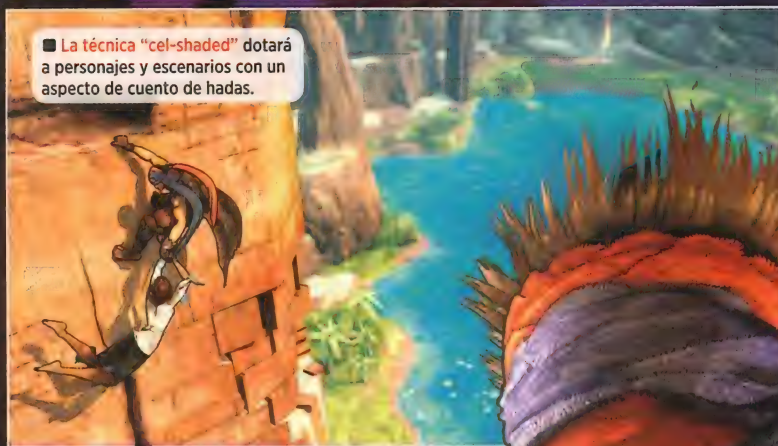 ■ La técnica “cel-shaded” dotará
a personajes y escenarios con un
aspecto de cuento de hadas.